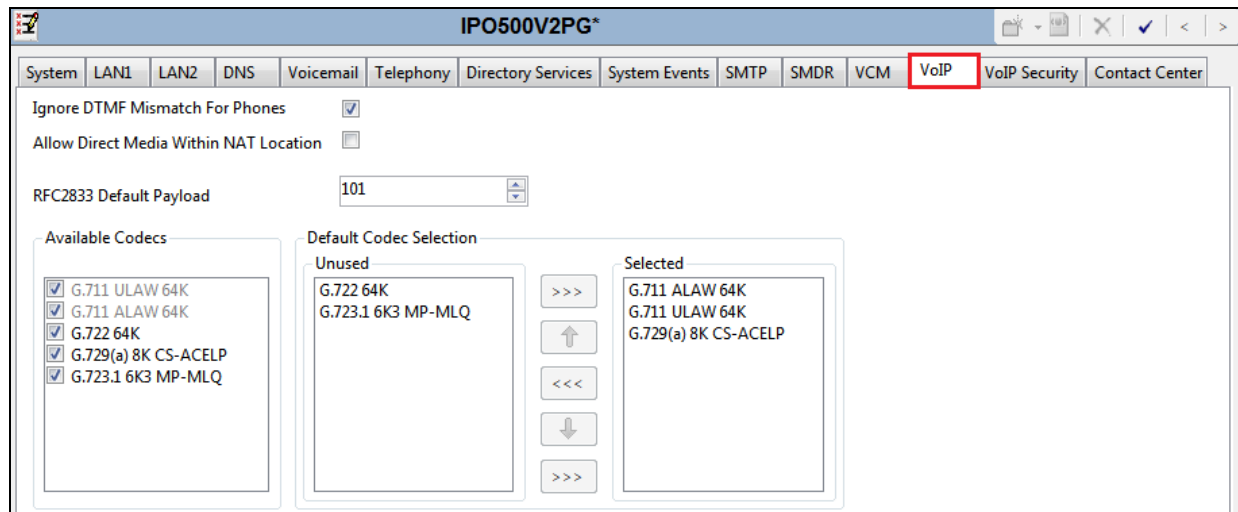 IPO500V2PG*
System LAN1 LAN2 DNS Voicemail Telephony Directory Services System Events SMTP SMDR VCM VoIP VoIP Security Contact Center
Ignore DTMF Mismatch For Phones
Allow Direct Media Within NAT Location
RFC2833 Default Payload 101
Available Codecs
G.711 ULAW 64K
G.711 ALAW 64K
G.722 64K
G.729(a) 8K CS-ACELP
G.723.1 6K3 MP-MLQ
Default Codec Selection
Unused
G.722 64K
G.723.1 6K3 MP-MLQ
>>>
<<<
>>>
Selected
G.711 ALAW 64K
G.711 ULAW 64K
G.729(a) 8K CS-ACELP